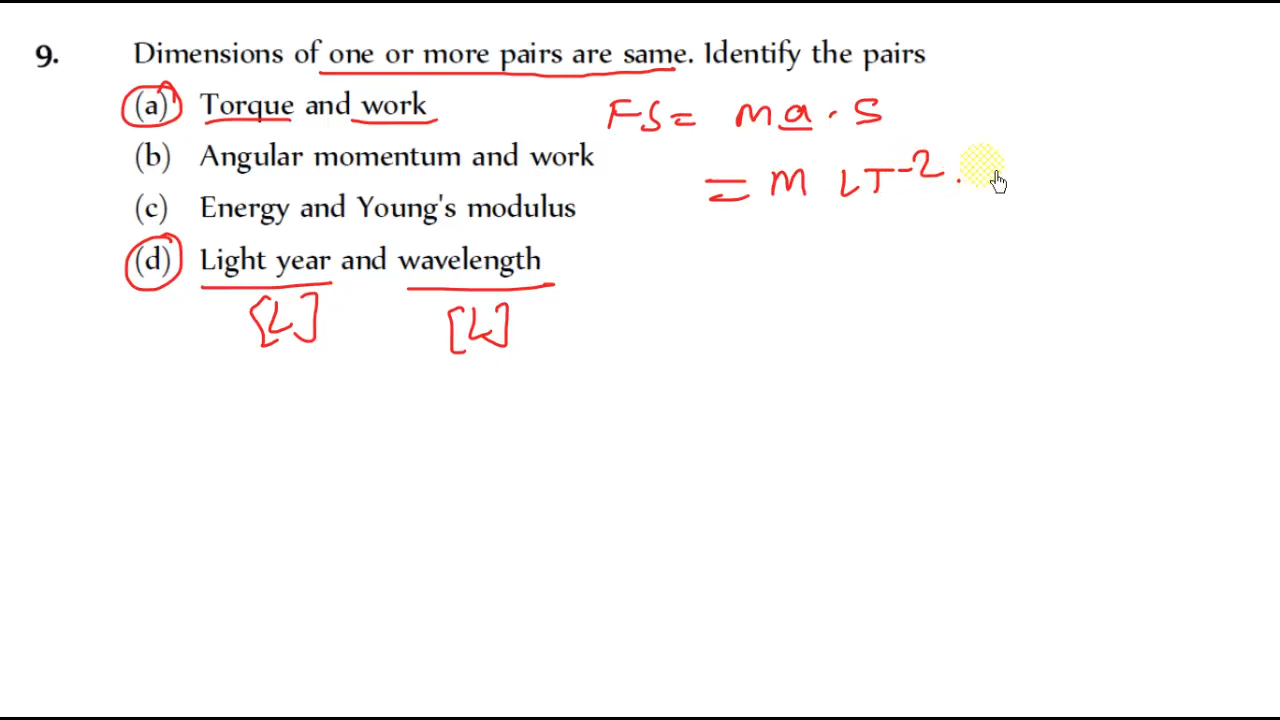 9. Dimensions of one or more pairs are same. Identify the pairs
(a) Torque and work
FS = ma . S
(b) Angular momentum and work
= M LT⁻² .
(c) Energy and Young's modulus
(d) Light year and wavelength
[L] [L]